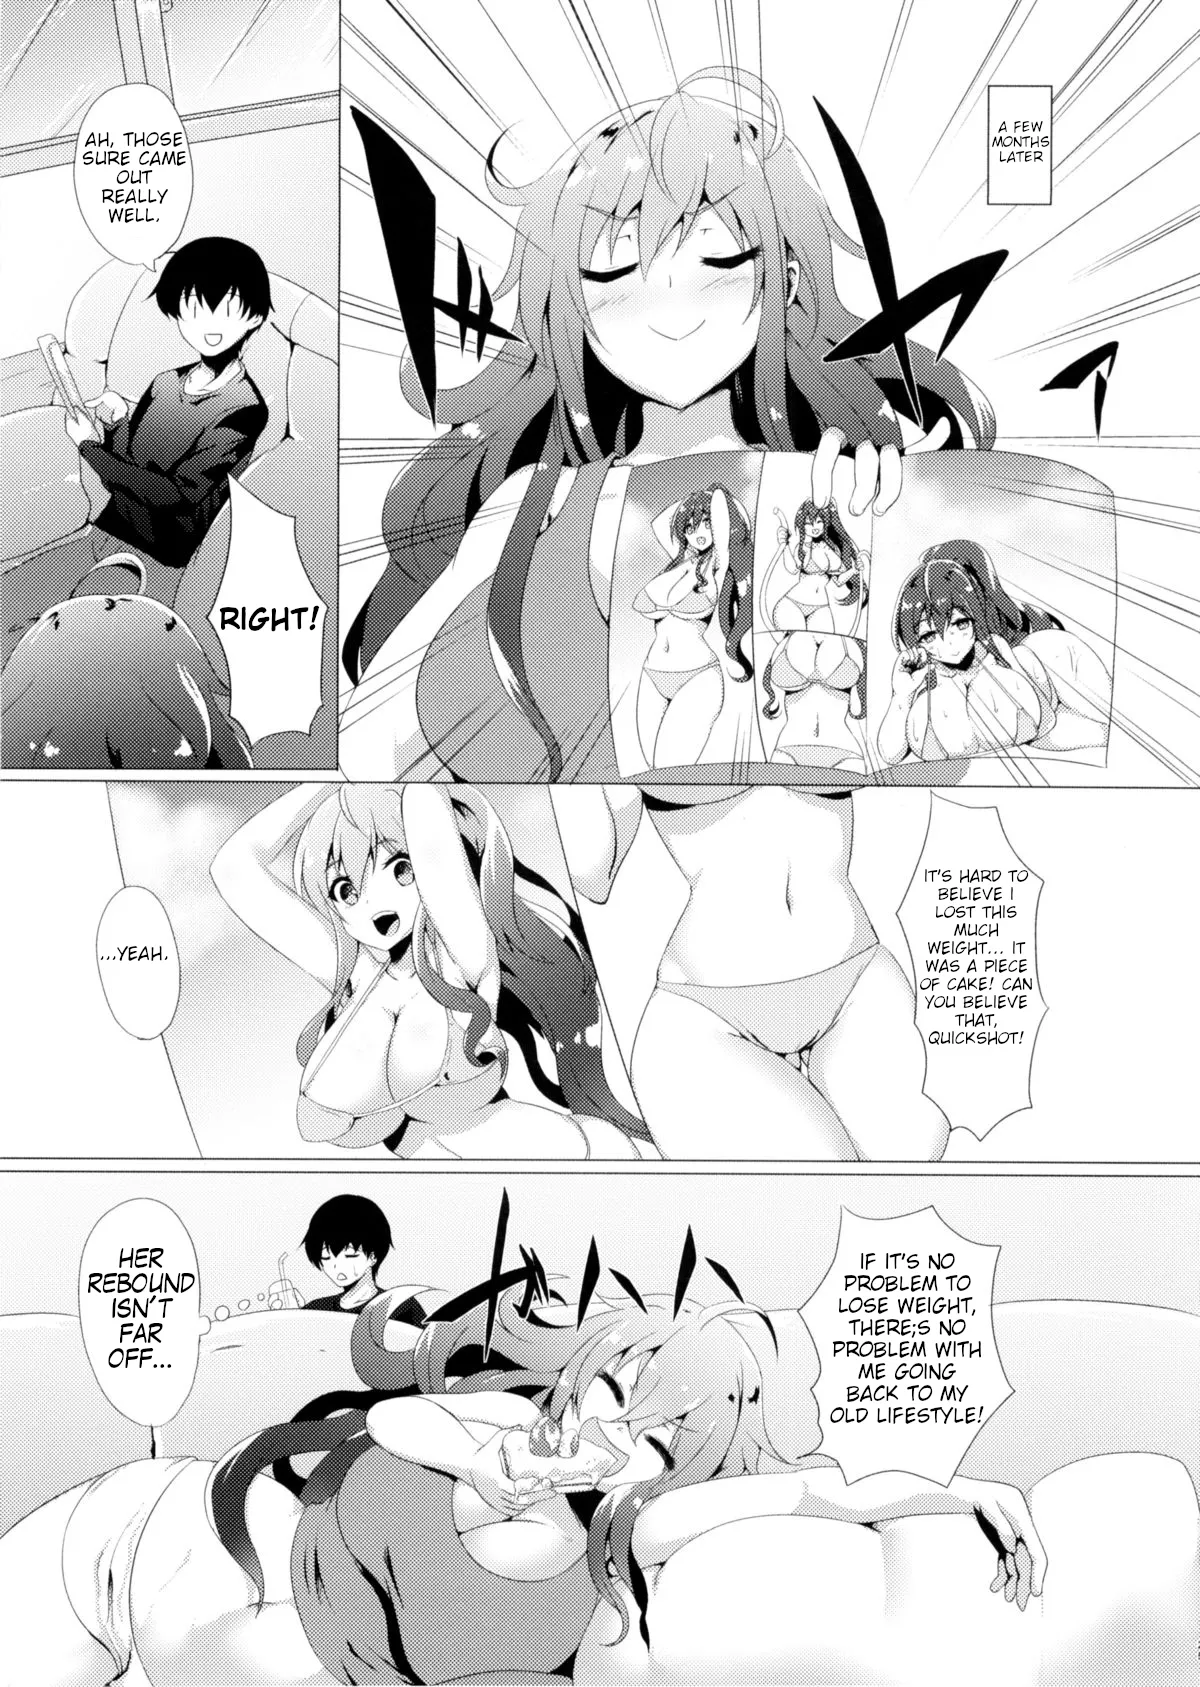 A FEW
MONTHS
LATER
AH, THOSE
SURE CAME
OUT
REALLY
WELL.
RIGHT!
IT'S HARD TO
BELIEVE I
LOST THIS
MUCH
WEIGHT... IT
WAS A PIECE
OF CAKE! CAN
YOU BELIEVE
THAT,
QUICKSHOT!
...YEAH.
IF IT'S NO
PROBLEM TO
LOSE WEIGHT,
THERE;S NO
PROBLEM WITH
ME GOING
BACK TO MY
OLD LIFESTYLE!
HER
REBOUND
ISN'T
FAR
OFF...